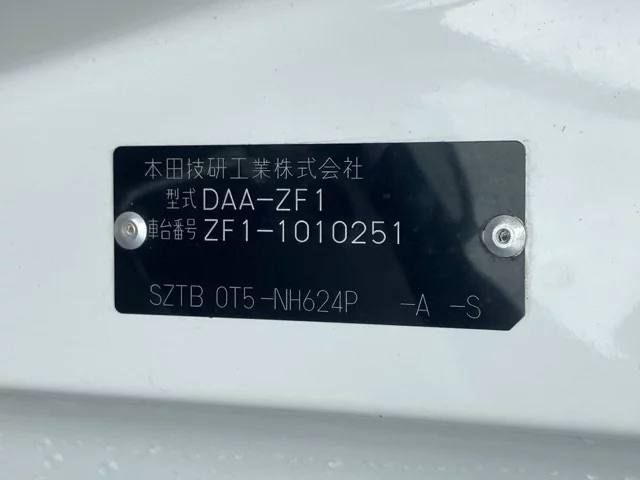 本田技研工業株式会社
型式 DAA-ZF1
車台番号 ZF1-1010251
SZTB 0T5-NH624P -A -S